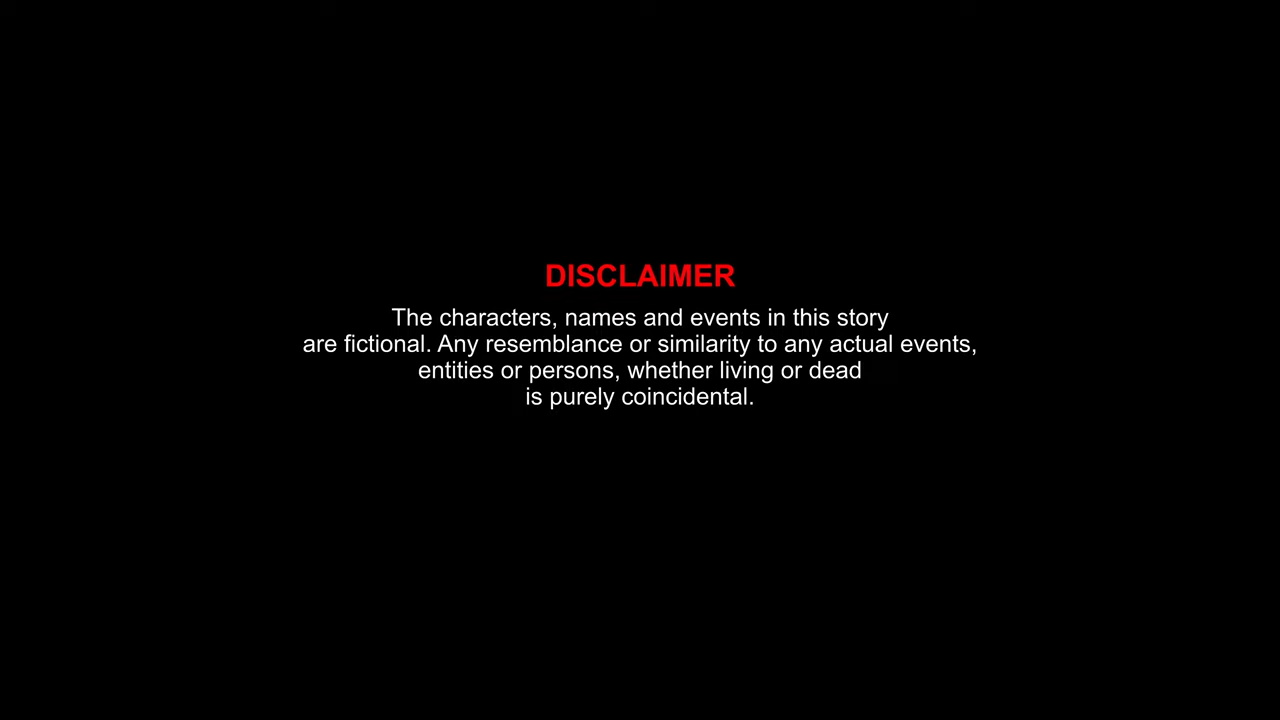 DISCLAIMER
The characters, names and events in this story
are fictional. Any resemblance or similarity to any actual events,
entities or persons, whether living or dead
is purely coincidental.